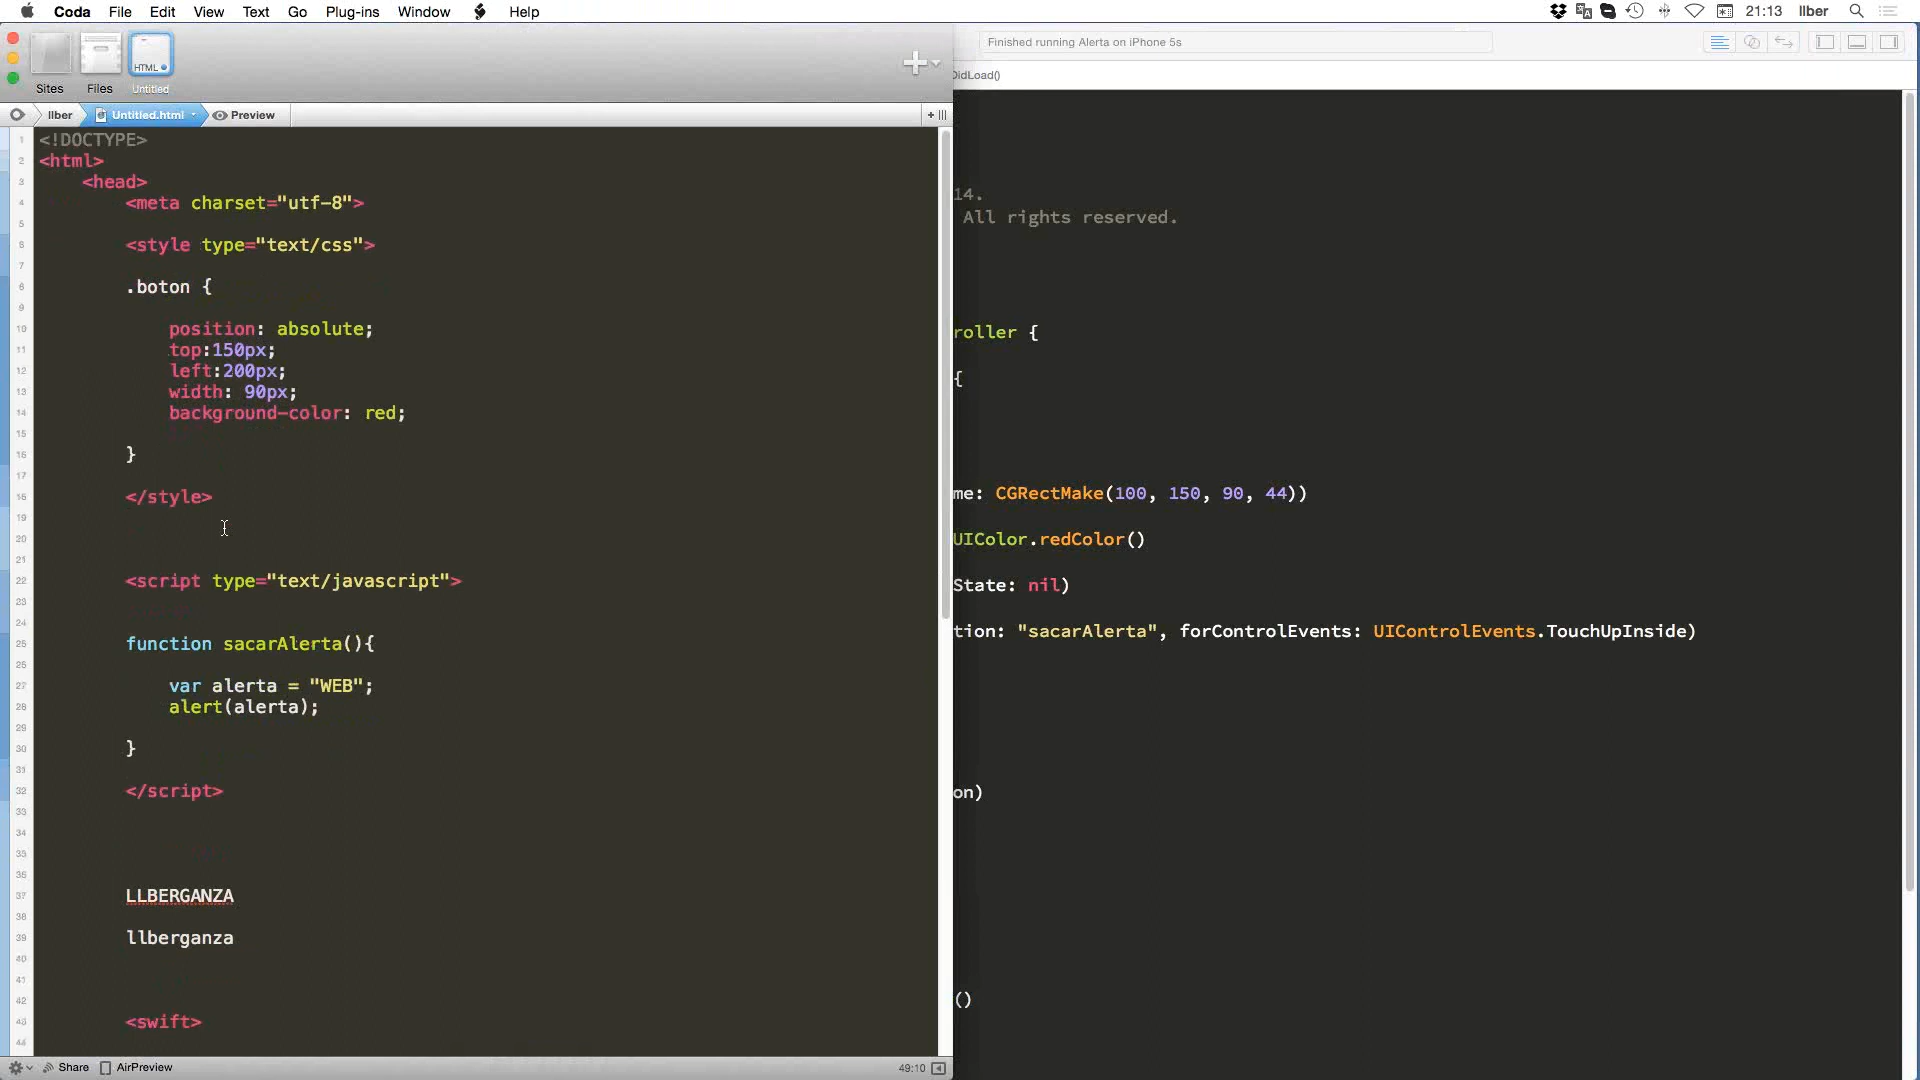 Coda File Edit View Text Go Plug-ins Window Help 21:13 llber
Finished running Alerta on iPhone 5s
HTML
Sites Files Untitled
DidLoad()
llber Untitled.html Preview
<!DOCTYPE>
<html>
<head>
<meta charset="utf-8">
<style type="text/css">
.boton {
position: absolute;
top:150px;
left:200px;
width: 90px;
background-color: red;
}
</style>
<script type="text/javascript">
function sacarAlerta(){
var alerta = "WEB";
alert(alerta);
}
</script>
LLBERGANZA
llberganza
<swift>
14.
All rights reserved.
roller {
{
me: CGRectMake(100, 150, 90, 44))
UIColor.redColor()
State: nil)
tion: "sacarAlerta", forControlEvents: UIControlEvents.TouchUpInside)
on)
()
Share AirPreview 49:10